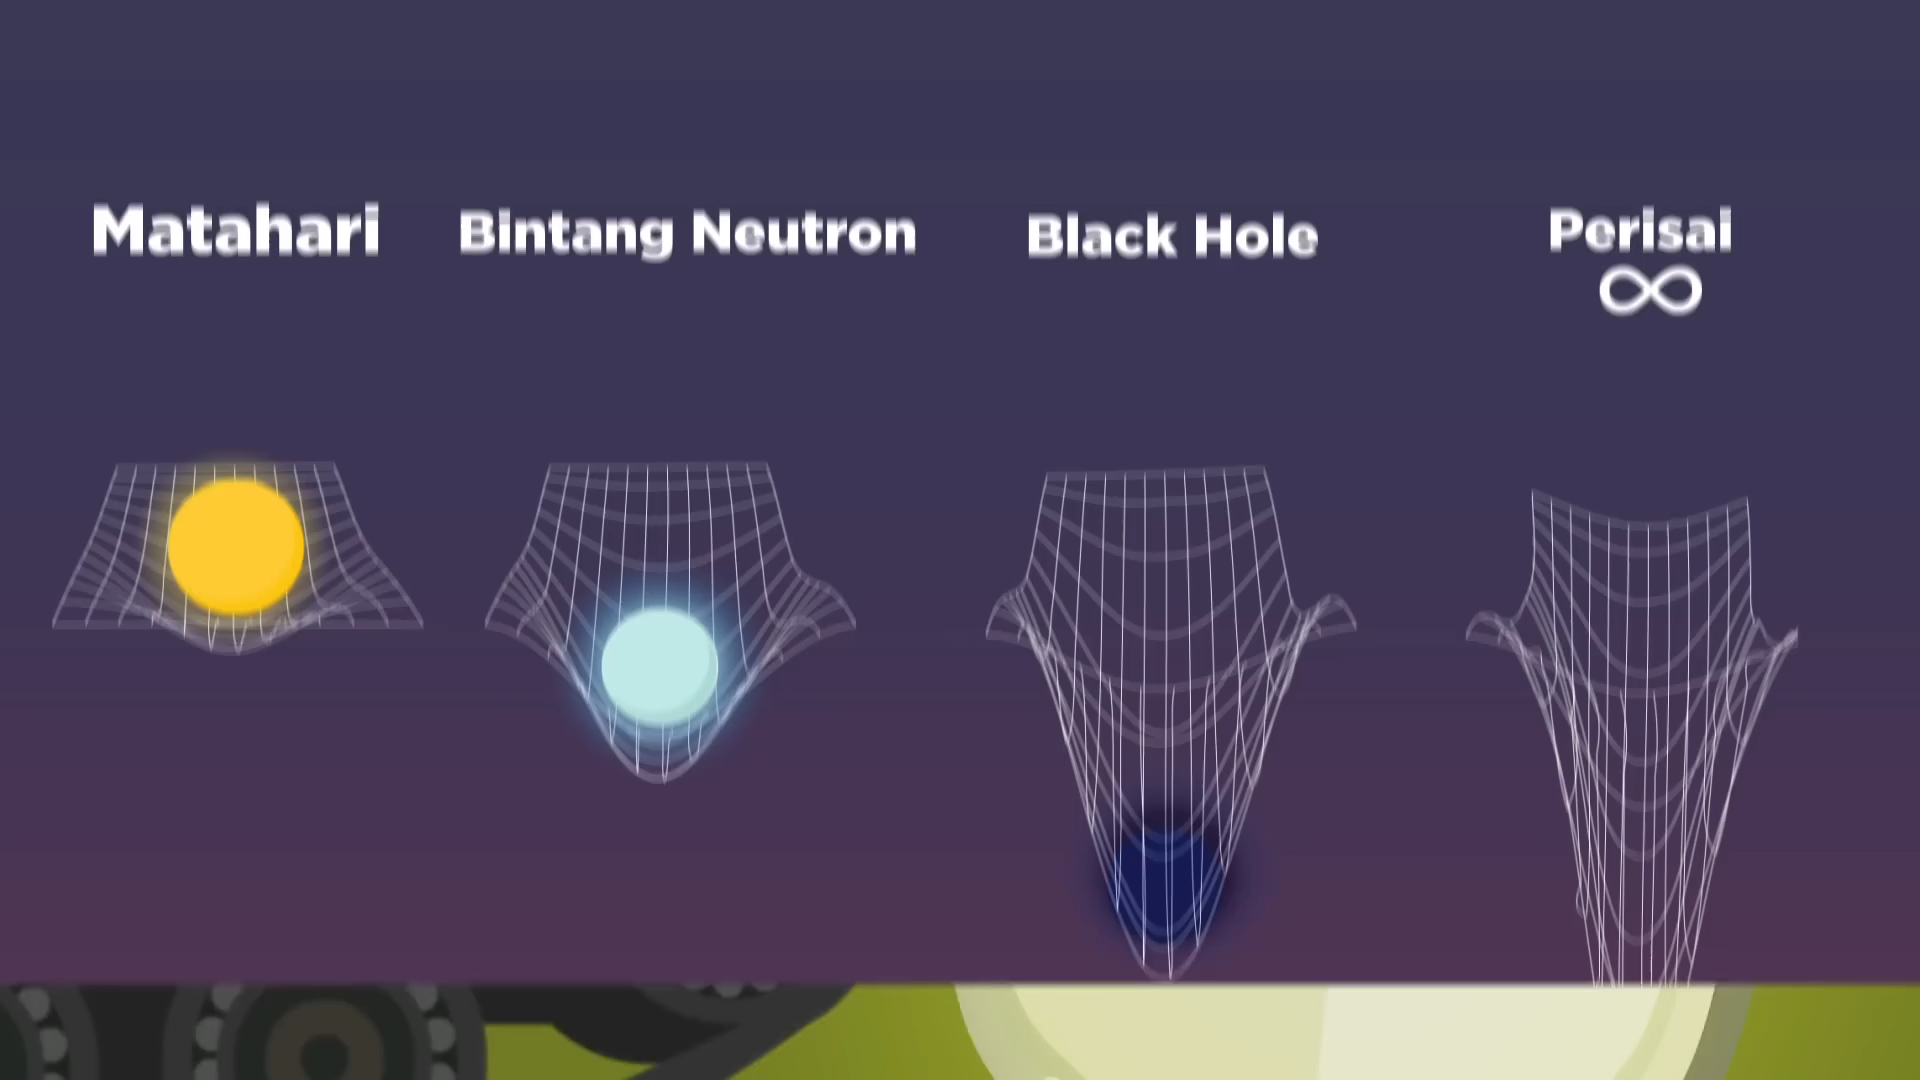 Matahari
Bintang Neutron
Black Hole
Perisai
∞